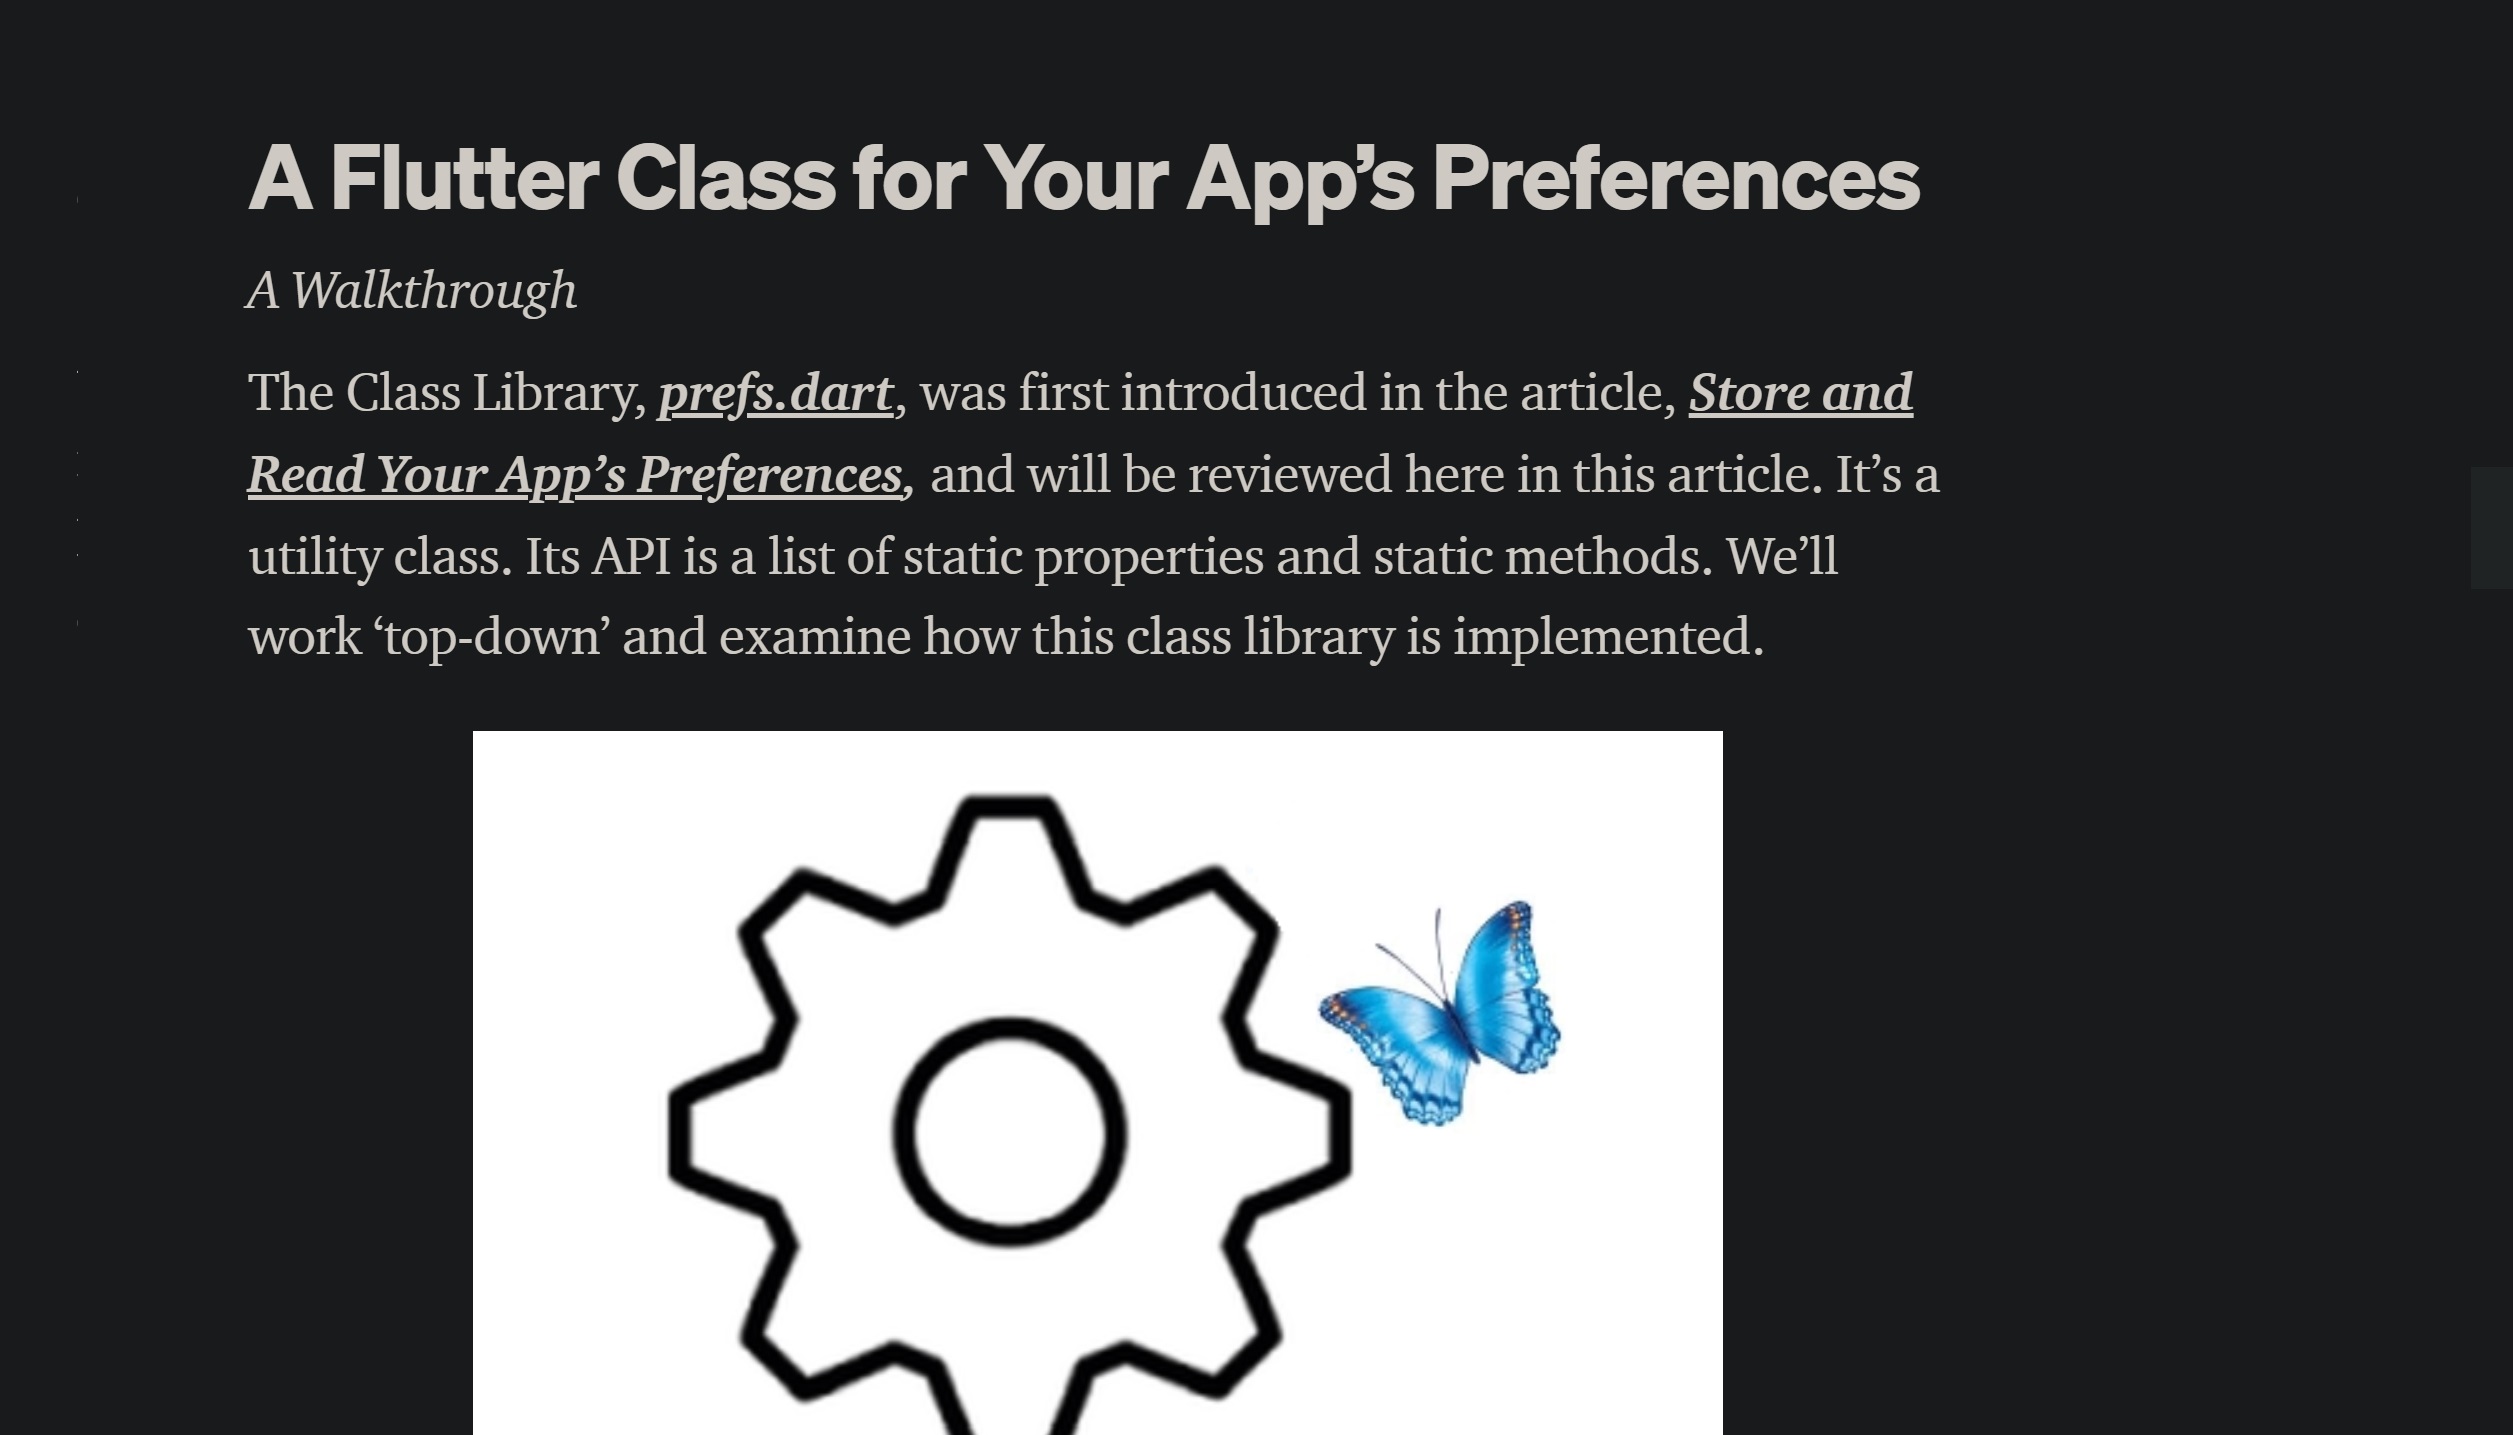 A Flutter Class for Your App’s Preferences
A Walkthrough
The Class Library, prefs.dart, was first introduced in the article, Store and
Read Your App’s Preferences, and will be reviewed here in this article. It’s a
utility class. Its API is a list of static properties and static methods. We’ll
work ‘top-down’ and examine how this class library is implemented.